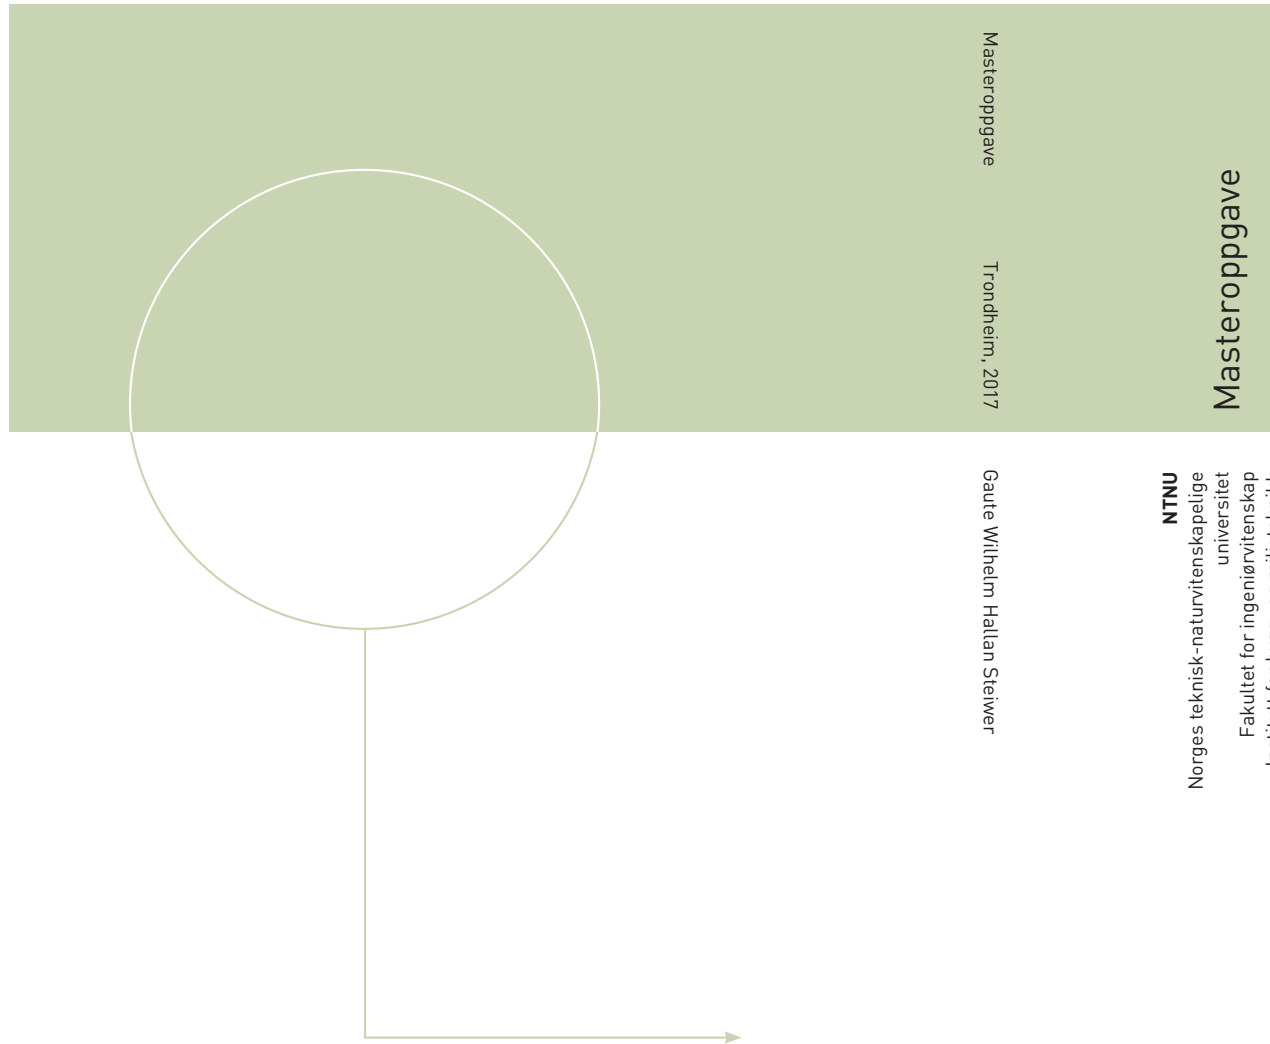 Masteroppgave
Trondheim, 2017
Gaute Wilhelm Hallan Steiwer
Masteroppgave
NTNU
Norges teknisk-naturvitenskapelige
universitet
Fakultet for ingeniørvitenskap